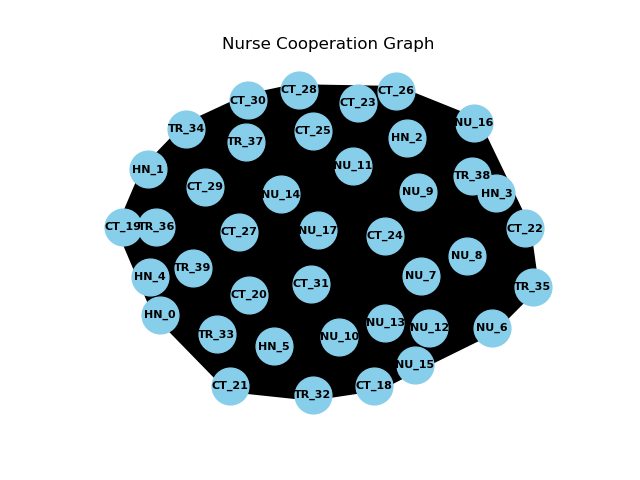 Nurse Cooperation Graph
CT_28
CT_26
CT_30
CT_23
NU_16
TR_34
CT_25
HN_2
TR_37
NU_11
HN_1
TR_38
CT_29
NU_14
NU_9
HN_3
CT_19
TR_36
CT_27
NU_17
CT_24
CT_22
NU_8
HN_4
TR_39
NU_7
CT_31
TR_35
CT_20
HN_0
NU_13
NU_12
NU_6
TR_33
HN_5
NU_10
NU_15
CT_21
TR_32
CT_18